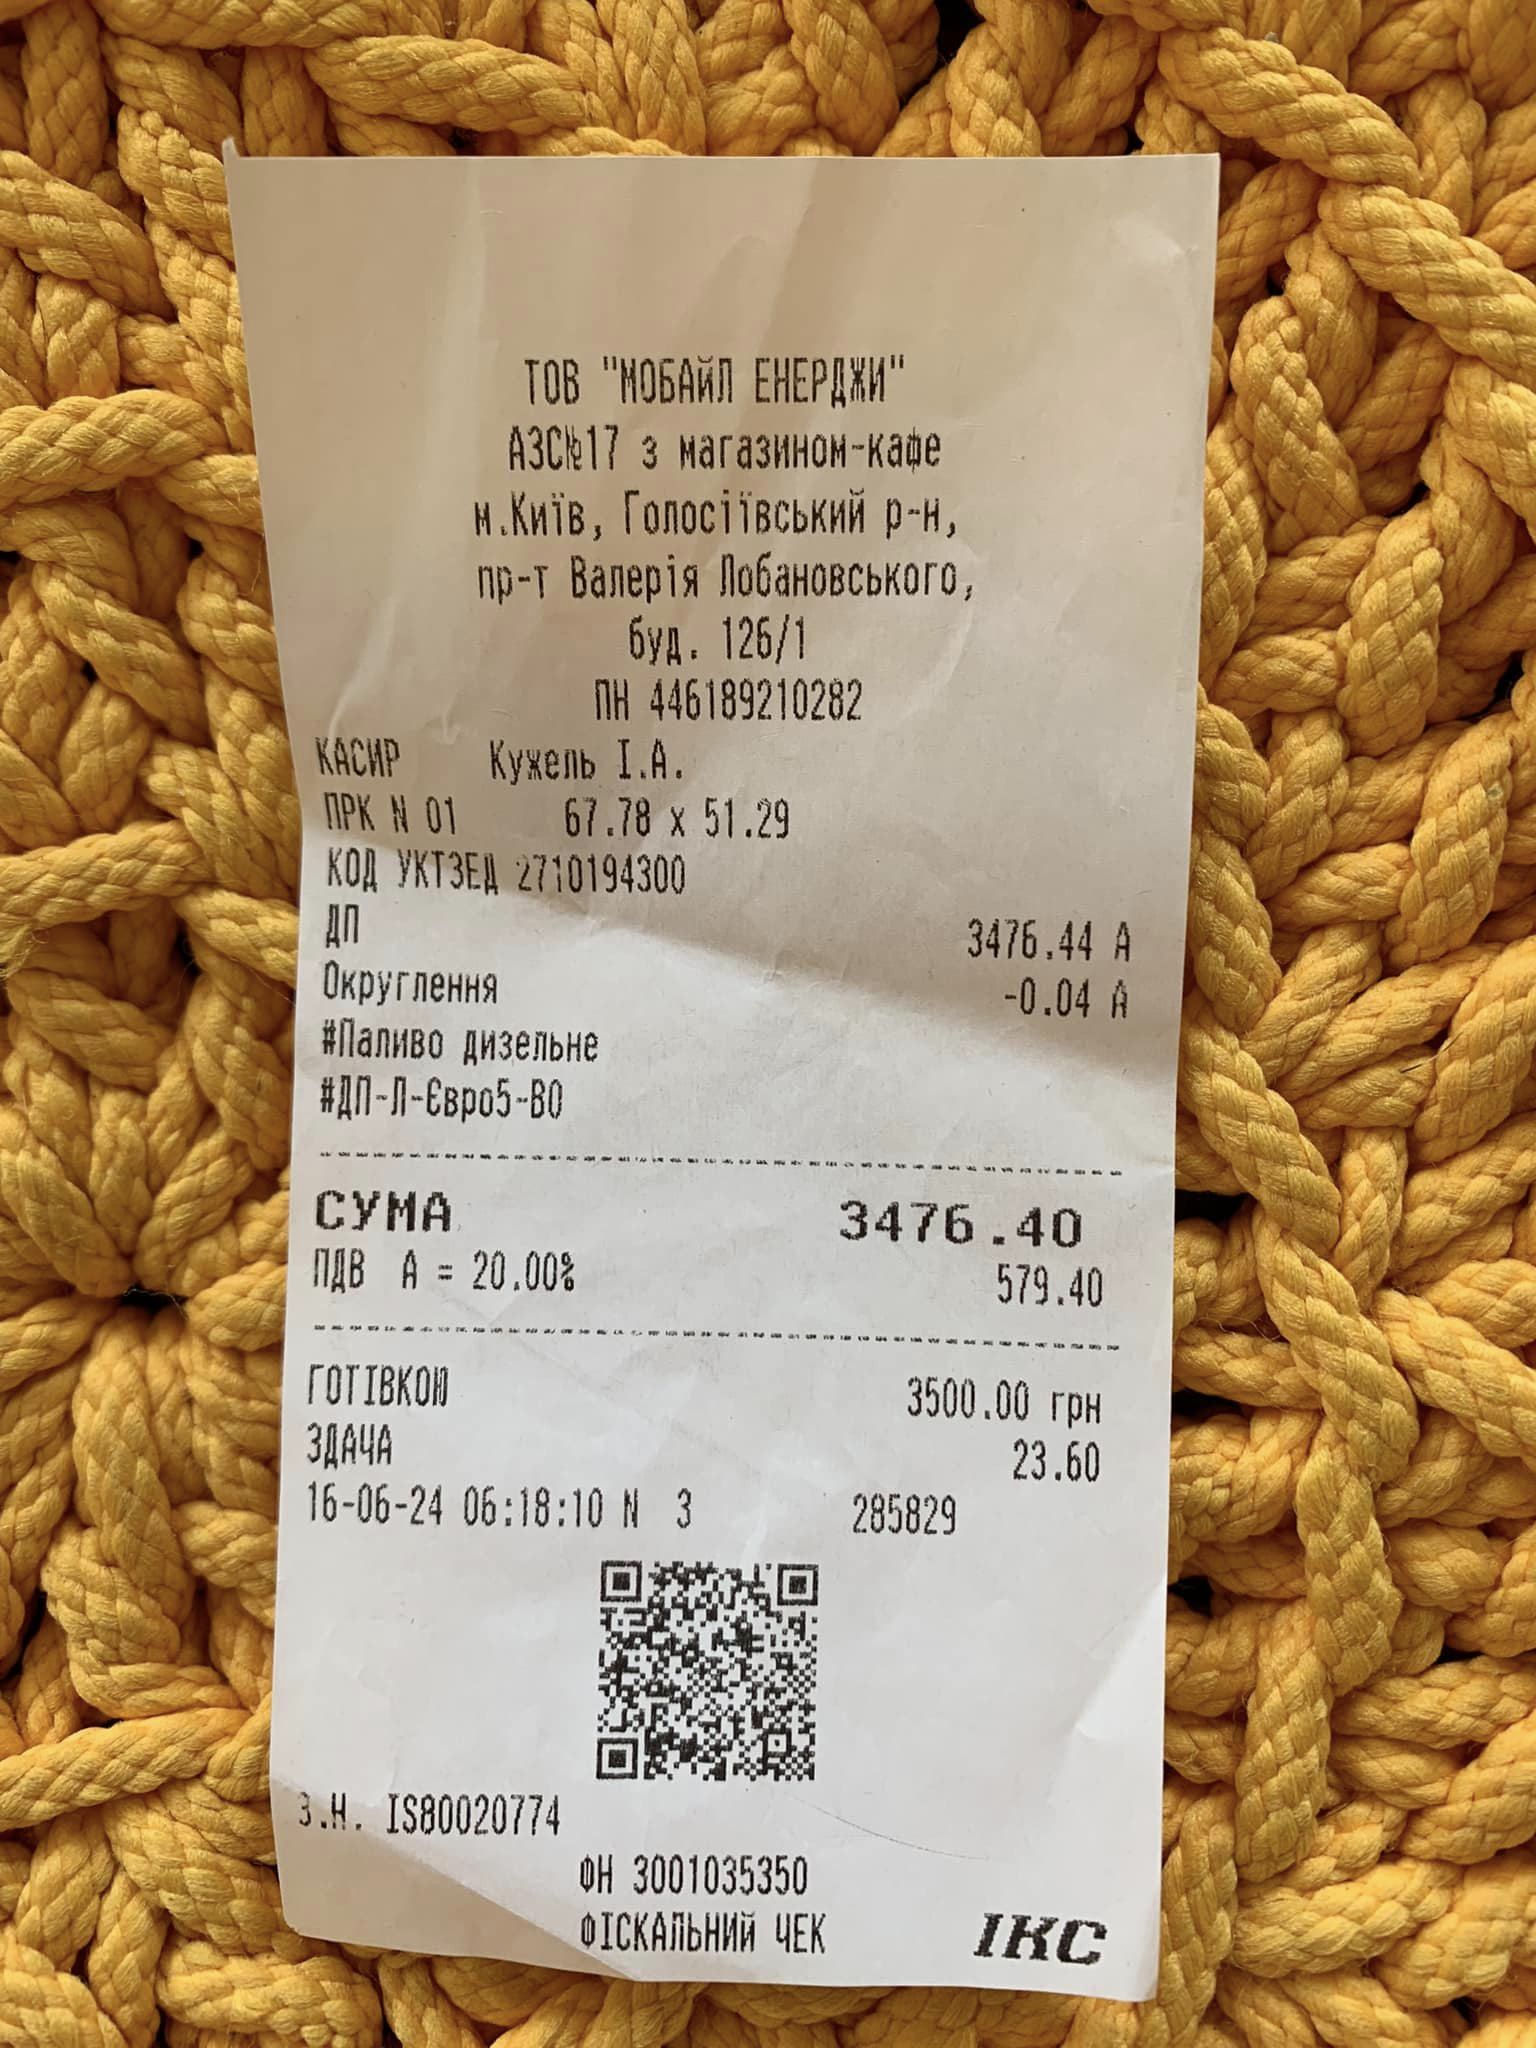 ТОВ "МОБАЙЛ ЕНЕРДЖИ"
АЗС№17 з магазином-кафе
м.Київ, Голосіївський р-н,
пр-т Валерія Лобановського,
буд. 126/1
ПН 446189210282
КАСИР Кужель І.А.
ПРК N 01 67.78 x 51.29
КОД УКТЗЕД 2710194300
ДП 3476.44 А
Округлення -0.04 А
#Паливо дизельне
#ДП-Л-Євро5-В0
СУМА 3476.40
ПДВ А = 20.00% 579.40
ГОТІВКОЮ 3500.00 грн
ЗДАЧА 23.60
16-06-24 06:18:10 N 3 285829
З.Н. IS80020774
ФН 3001035350
ФІСКАЛЬНИЙ ЧЕК ІКС